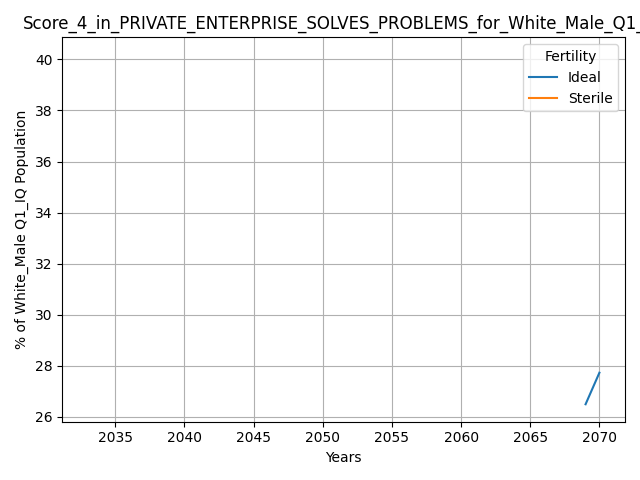 Score_4_in_PRIVATE_ENTERPRISE_SOLVES_PROBLEMS_for_White_Male_Q1_
Fertility
Ideal
Sterile
% of White_Male Q1_IQ Population
40
38
36
34
32
30
28
26
2035 2040 2045 2050 2055 2060 2065 2070
Years